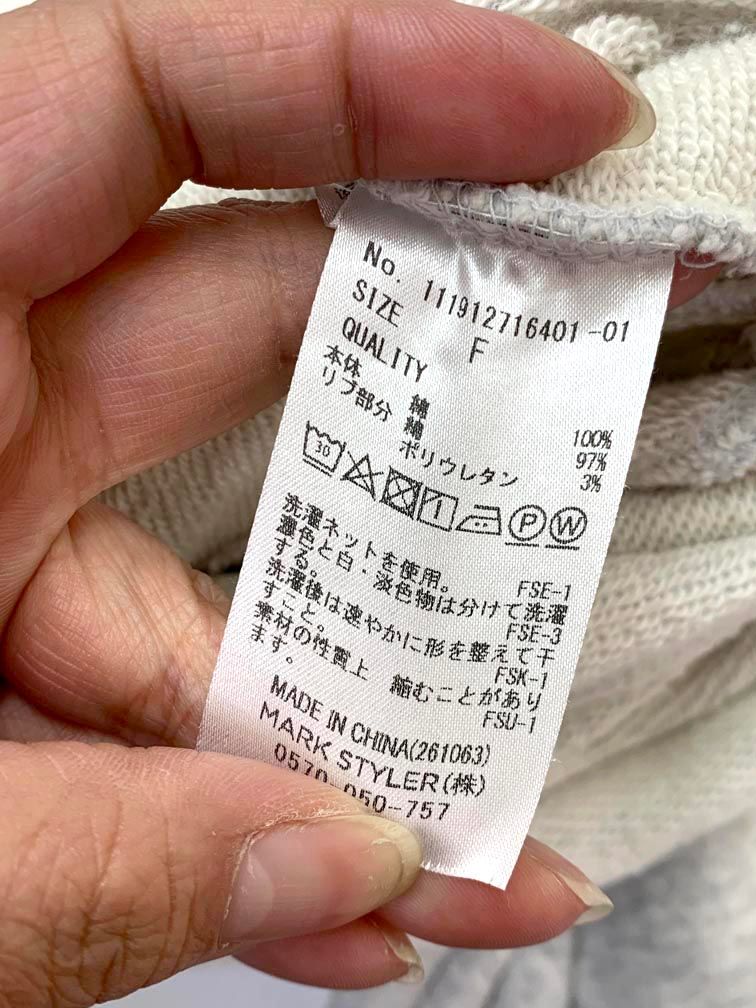 No. 111912716401-01
SIZE F
QUALITY
本体 綿 100%
リブ部分 綿 97%
ポリウレタン 3%
30 P W
洗濯ネットを使用。 FSE-1
濃色と白・淡色物は分けて洗濯
する。 FSE-3
洗濯後は速やかに形を整えて干
すこと。 FSK-1
素材の性質上 縮むことがあり
ます。 FSU-1
MADE IN CHINA(261063)
MARK STYLER(株)
0570-050-757